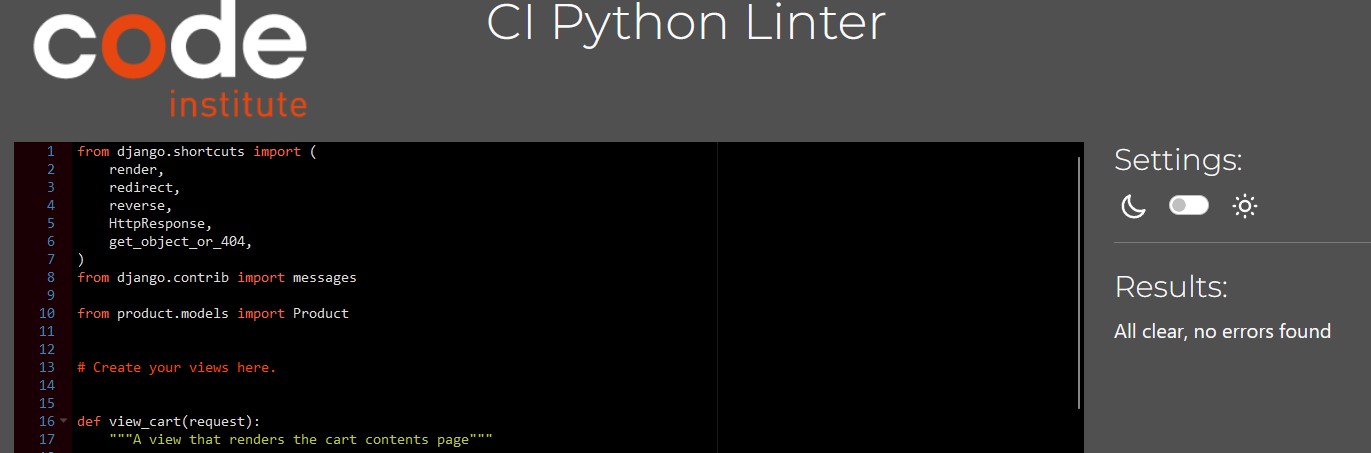 code
institute
CI Python Linter
1 from django.shortcuts import (
2     render,
3     redirect,
4     reverse,
5     HttpResponse,
6     get_object_or_404,
7 )
8 from django.contrib import messages
9
10 from product.models import Product
11
12
13 # Create your views here.
14
15
16 def view_cart(request):
17     """A view that renders the cart contents page"""
Settings:
Results:
All clear, no errors found